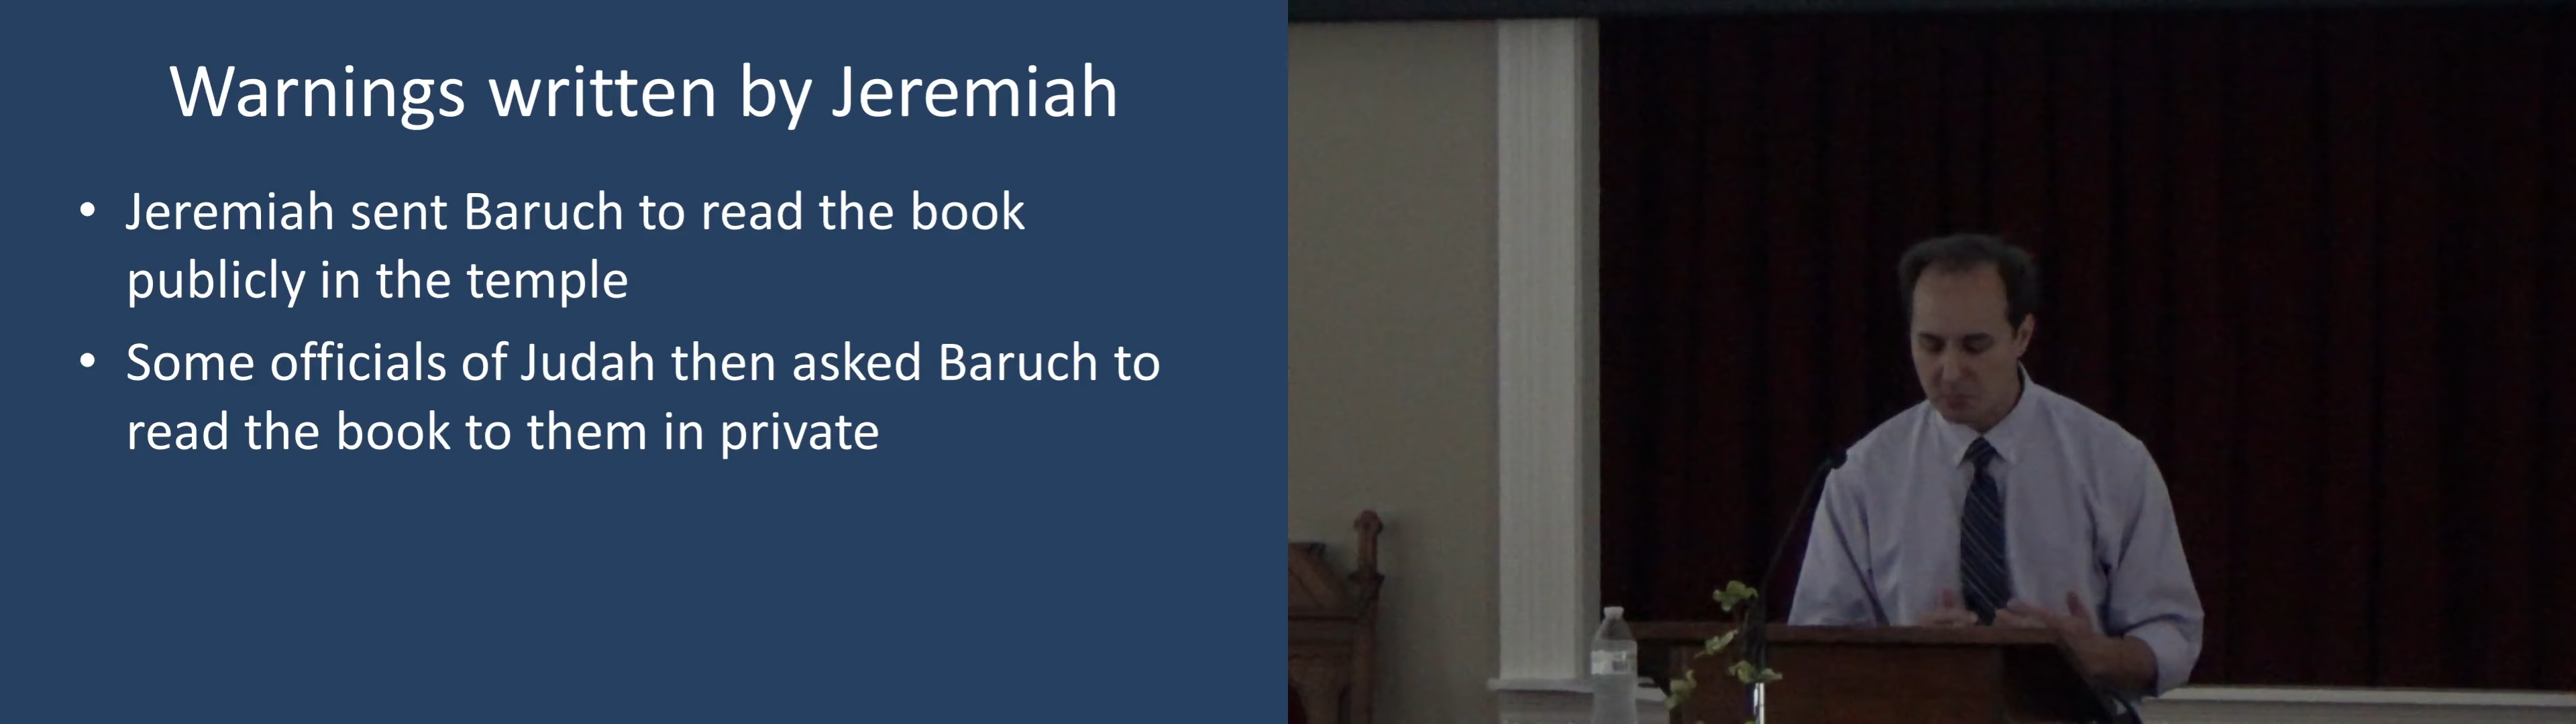 Warnings written by Jeremiah
• Jeremiah sent Baruch to read the book
publicly in the temple
• Some officials of Judah then asked Baruch to
read the book to them in private